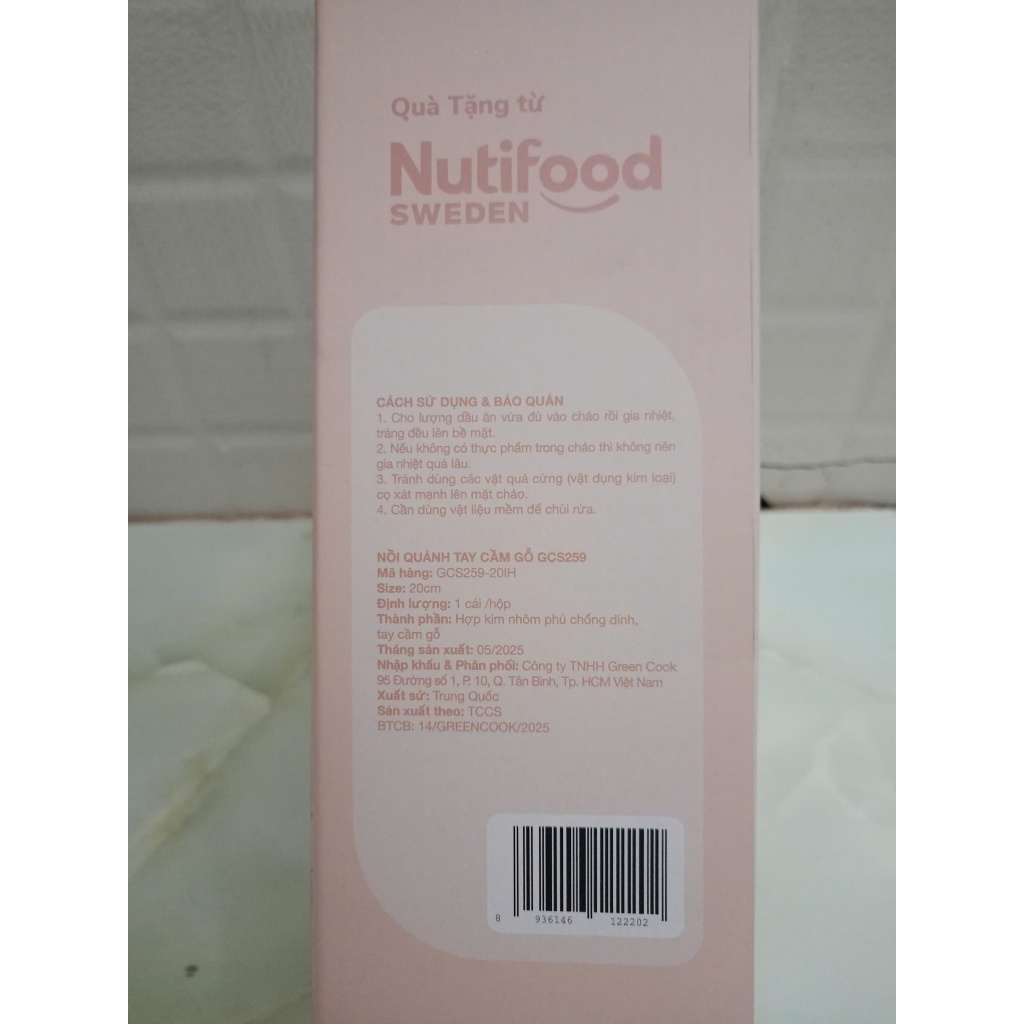 Quà Tặng từ
Nutifood
SWEDEN
CÁCH SỬ DỤNG & BẢO QUẢN
1. Cho lượng dầu ăn vừa đủ vào chảo rồi gia nhiệt,
tráng đều lên bề mặt.
2. Nếu không có thực phẩm trong chảo thì không nên
gia nhiệt quá lâu.
3. Tránh dùng các vật quá cứng (vật dụng kim loại)
cọ xát mạnh lên mặt chảo.
4. Cần dùng vật liệu mềm để chùi rửa.
NỒI QUÁNH TAY CẦM GỖ GCS259
Mã hàng: GCS259-20IH
Size: 20cm
Định lượng: 1 cái /hộp
Thành phần: Hợp kim nhôm phủ chống dính,
tay cầm gỗ
Tháng sản xuất: 05/2025
Nhập khẩu & Phân phối: Công ty TNHH Green Cook
95 Đường số 1, P. 10, Q. Tân Bình, Tp. HCM Việt Nam
Xuất sứ: Trung Quốc
Sản xuất theo: TCCS
BTCB: 14/GREENCOOK/2025
8 936146 122202